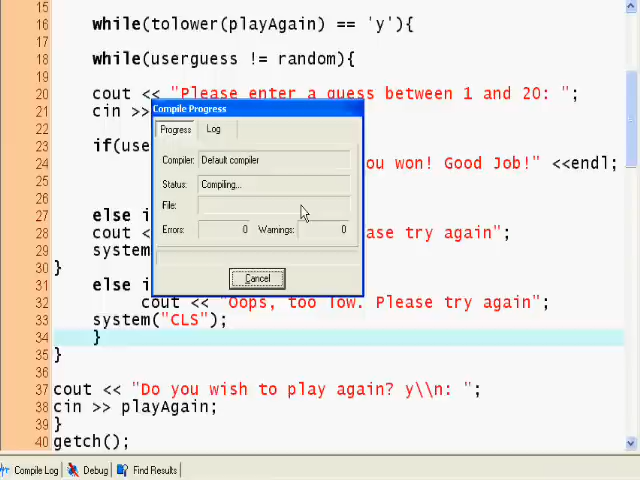 15
16 while(tolower(playAgain) == 'y'){
17
18 while(userguess != random){
19
20 cout << "Please enter a guess between 1 and 20: ";
21 cin >>
22
23 if(us
24 ou won! Good Job!" <<endl;
27 else i
28 cout << ase try again";
29 system
30 }
31 else i
32 cout << "Oops, too low. Please try again";
33 system("CLS");
34 }
35 }
36
37 cout << "Do you wish to play again? y\\n: ";
38 cin >> playAgain;
39 }
40 getch();
Compile Progress
Progress Log
Compiler: Default compiler
Status: Compiling...
File:
Errors: 0 Warnings: 0
Cancel
Compile Log Debug Find Results